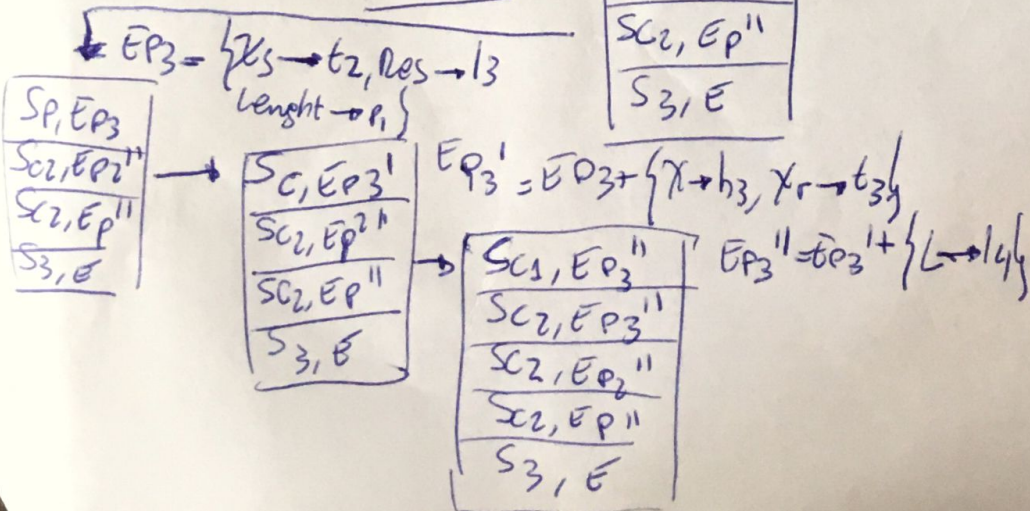 Sc2, Ep''
S3, E
Ep3 = {Xs → t2, Res → l3
Lenght → p1}
Sp, Ep3
Sc2, Ep2''
Sc2, Ep''
S3, E
Sc, Ep3'
Sc2, Ep2''
Sc2, Ep''
S3, E
Ep3' = Ep3 + {X → h3, Xr → t3}
Sc1, Ep3''
Sc2, Ep3''
Sc2, Ep2''
Sc2, Ep''
S3, E
Ep3'' = Ep3' + {L → l4}